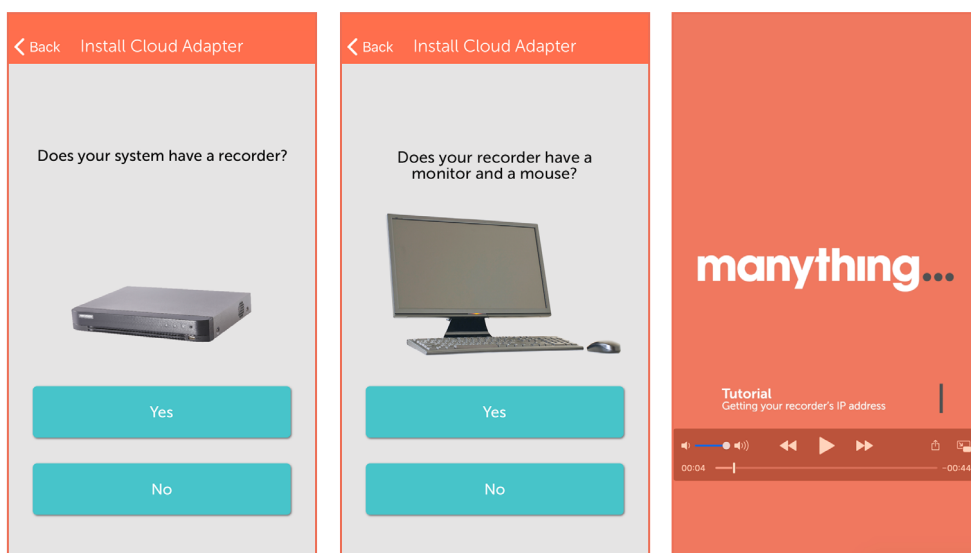 Back Install Cloud Adapter
Does your system have a recorder?
Yes
No
Back Install Cloud Adapter
Does your recorder have a
monitor and a mouse?
Yes
No
manything...
Tutorial
Getting your recorder's IP address
00:04
-00:44